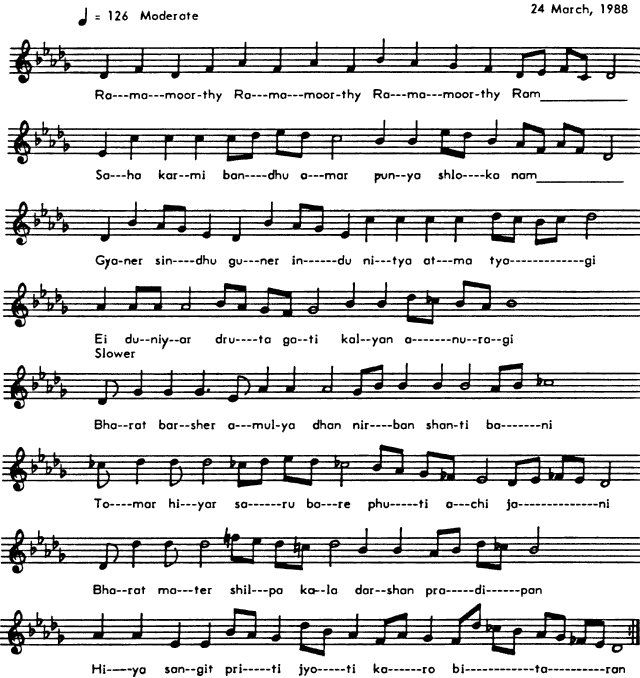 ♩ = 126 Moderate
24 March, 1988
Ra---ma---moor-thy Ra---ma---moor-thy Ra---ma---moor-thy Ram____________
Sa---ha kar--mi ban----dhu a--mar pun--ya shlo----ka nam____________
Gya-ner sin---dhu gu---ner in------du ni--tya at---ma tya------------gi
Ei du--niy--ar dru----ta ga--ti kal--yan a-------nu--ra--gi
Slower
Bha--rat bar--sher a--mul-ya dhan nir---ban shan-ti ba-------ni
To----mar hi--yar sa------ru ba--re phu----ti a--chi ja--------------ni
Bha--rat ma--ter shil---pa ka--la dar--shan pra----di-----pan
Hi----ya san--git pri-----ti jyo---ti ka------ro bi------------ta---------ran